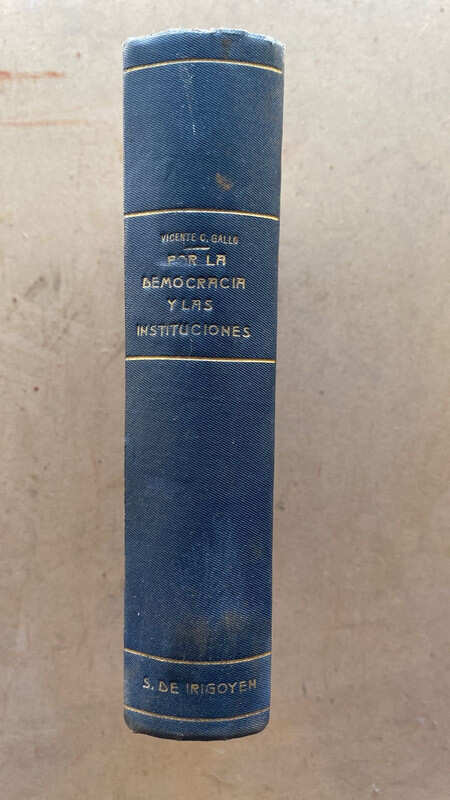 VICENTE C. GALLO
POR LA
DEMOCRACIA
Y LAS
INSTITUCIONES
S. DE IRIGOYEN